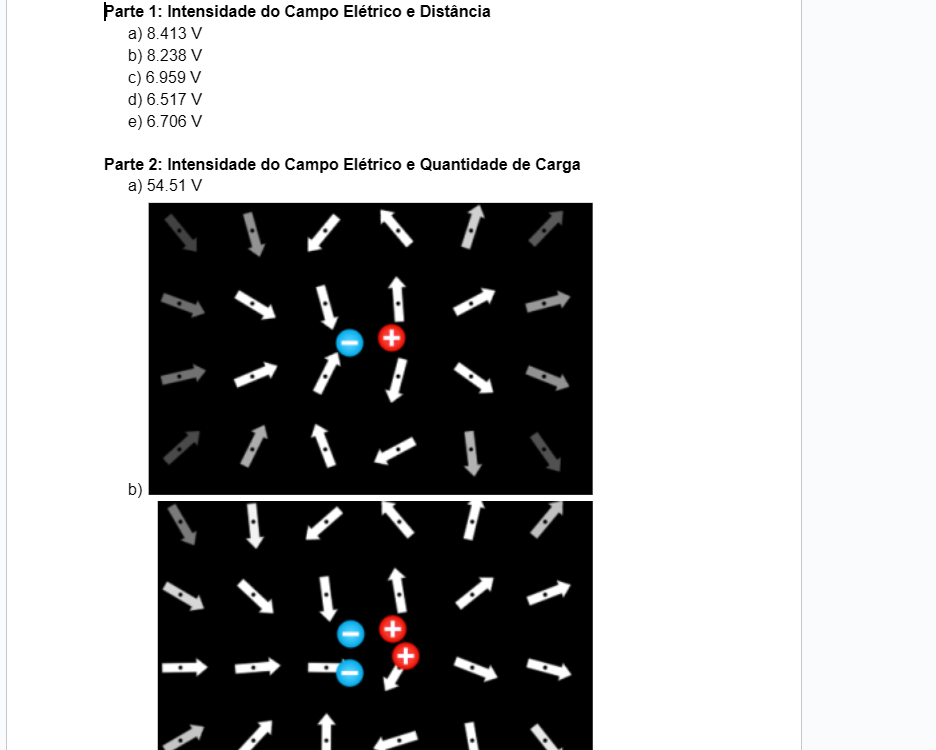 Parte 1: Intensidade do Campo Elétrico e Distância
a) 8.413 V
b) 8.238 V
c) 6.959 V
d) 6.517 V
e) 6.706 V
Parte 2: Intensidade do Campo Elétrico e Quantidade de Carga
a) 54.51 V
b)